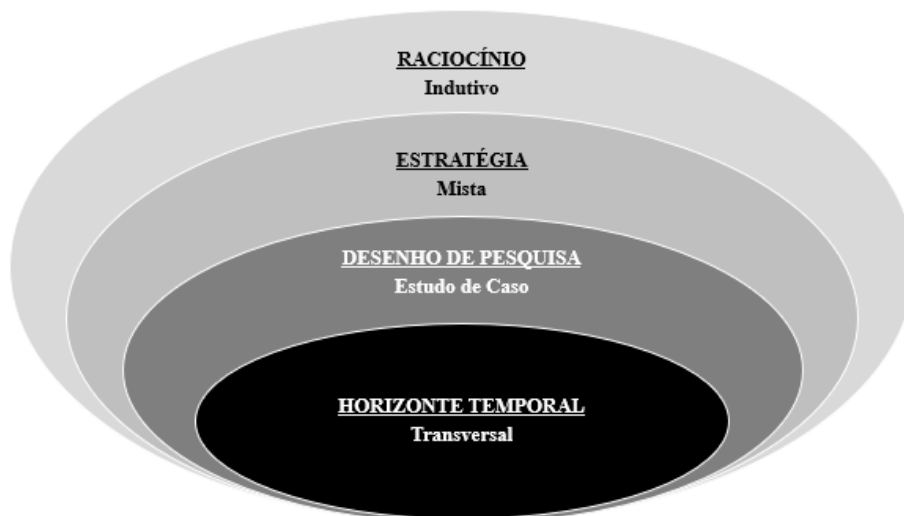 RACIOCÍNIO
Indutivo
ESTRATÉGIA
Mista
DESENHO DE PESQUISA
Estudo de Caso
HORIZONTE TEMPORAL
Transversal